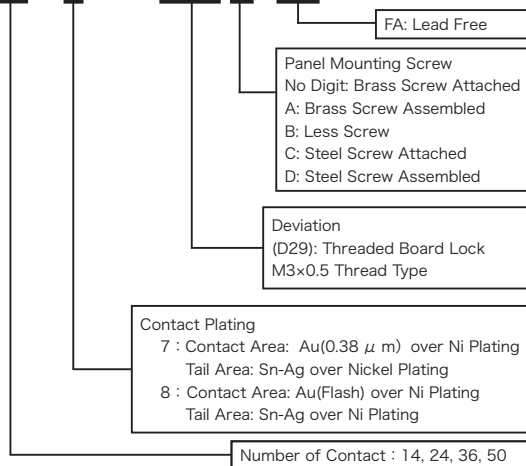 FA: Lead Free
Panel Mounting Screw
No Digit: Brass Screw Attached
A: Brass Screw Assembled
B: Less Screw
C: Steel Screw Attached
D: Steel Screw Assembled
Deviation
(D29): Threaded Board Lock
M3×0.5 Thread Type
Contact Plating
7：Contact Area: Au(0.38 μ m) over Ni Plating
Tail Area: Sn-Ag over Nickel Plating
8：Contact Area: Au(Flash) over Ni Plating
Tail Area: Sn-Ag over Ni Plating
Number of Contact：14, 24, 36, 50